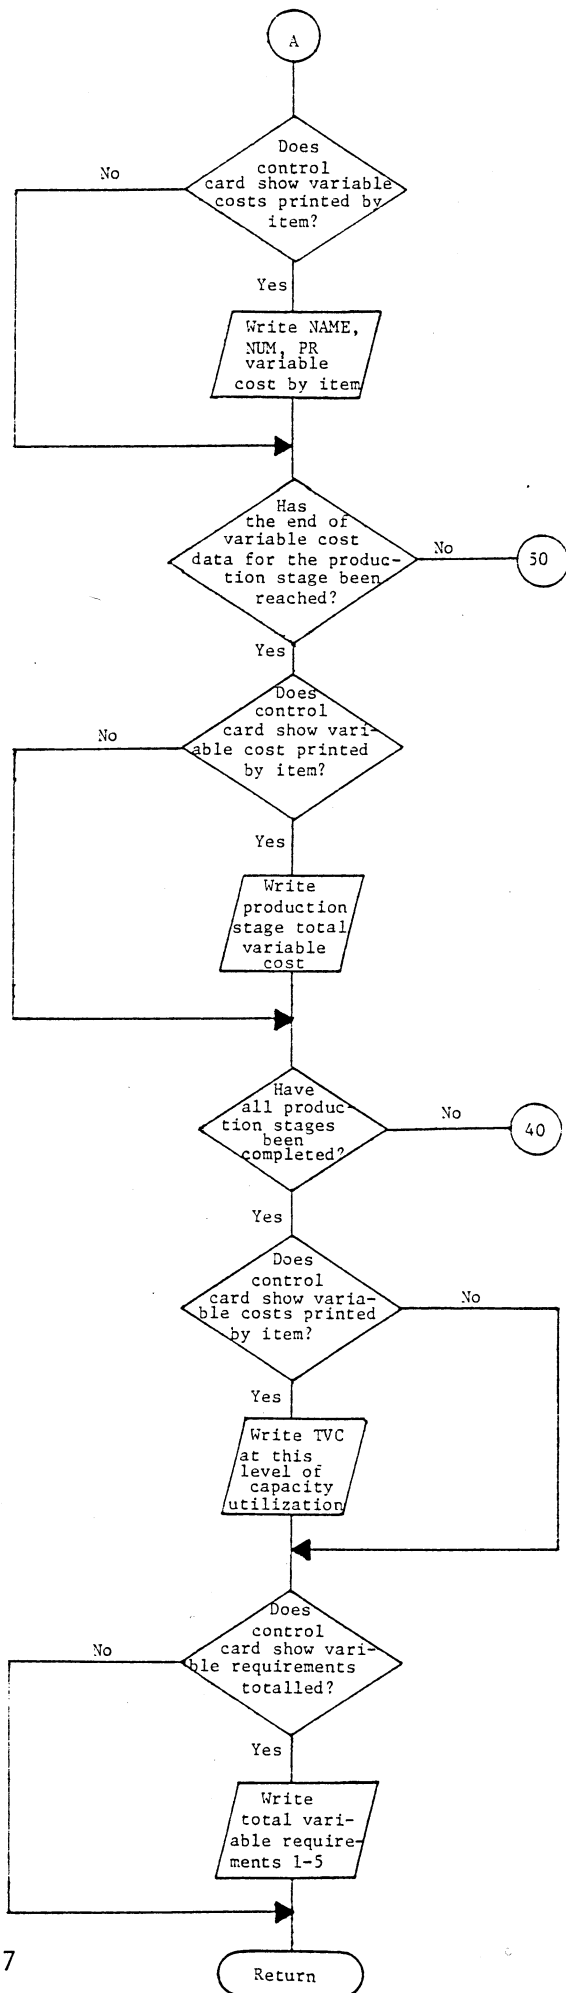 A
Does
control
card show variable
costs printed by
item?
No
Yes
Write NAME,
NUM, PR
variable
cost by item
Has
the end of
variable cost
data for the produc-
tion stage been
reached?
No
50
Yes
Does
control
card show vari-
able cost printed
by item?
No
Yes
Write
production
stage total
variable
cost
Have
all produc-
tion stages
been
completed?
No
40
Yes
Does
control
card show varia-
ble costs printed
by item?
No
Yes
Write TVC
at this
level of
capacity
utilization
Does
control
card show vari-
ble requirements
totalled?
No
Yes
Write
total vari-
able require-
ments 1-5
7
Return